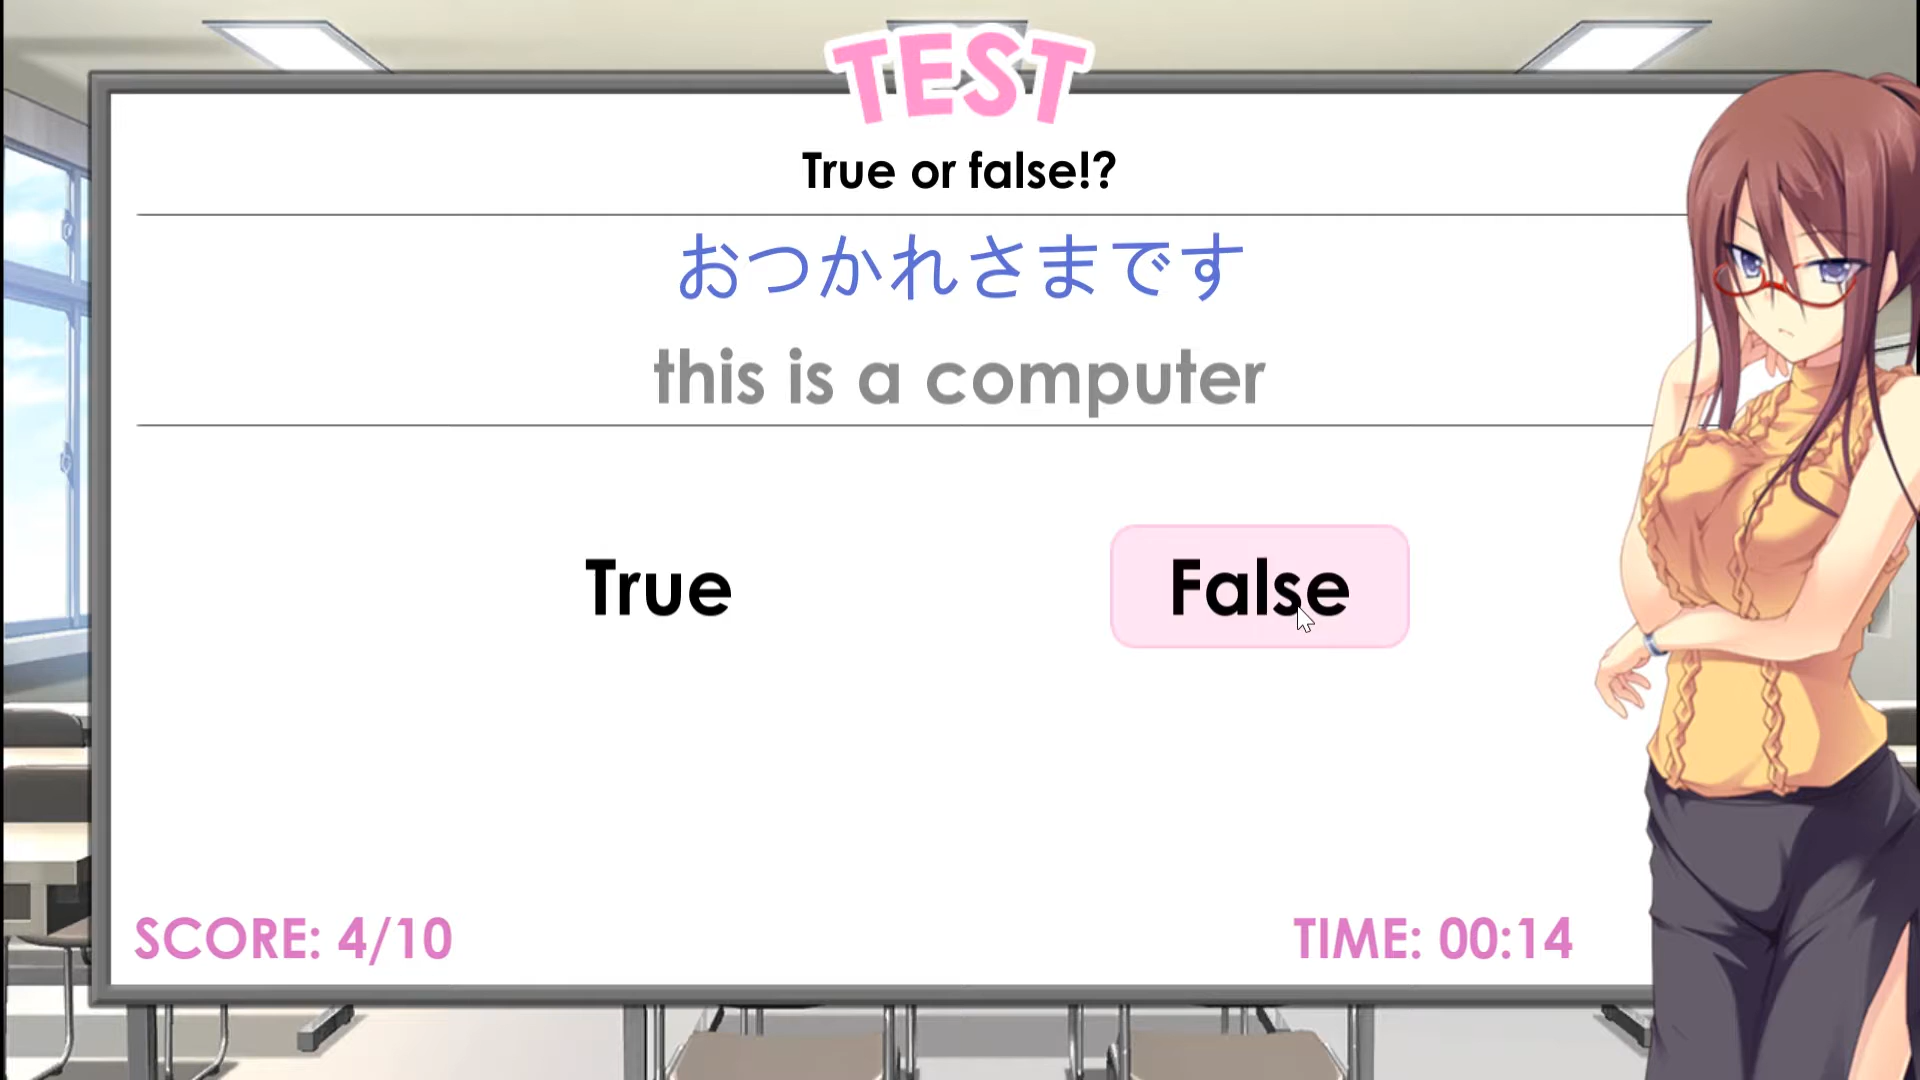 TEST
True or false!?
おつかれさまです
this is a computer
True
False
SCORE: 4/10
TIME: 00:14